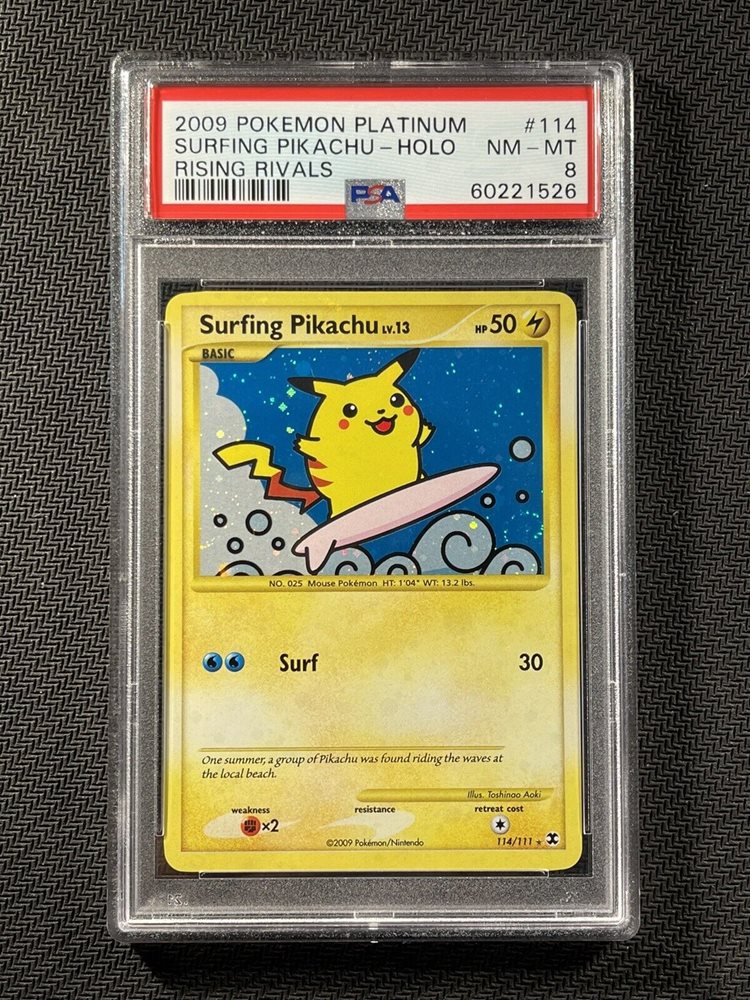 2009 POKEMON PLATINUM #114
SURFING PIKACHU-HOLO NM-MT
RISING RIVALS 8
PSA 60221526
Surfing Pikachu LV.13 HP 50
BASIC
NO. 025 Mouse Pokémon HT: 1'04" WT: 13.2 lbs.
Surf 30
One summer, a group of Pikachu was found riding the waves at
the local beach.
Illus. Toshinao Aoki
weakness resistance retreat cost
×2
©2009 Pokémon/Nintendo 114/111 ★